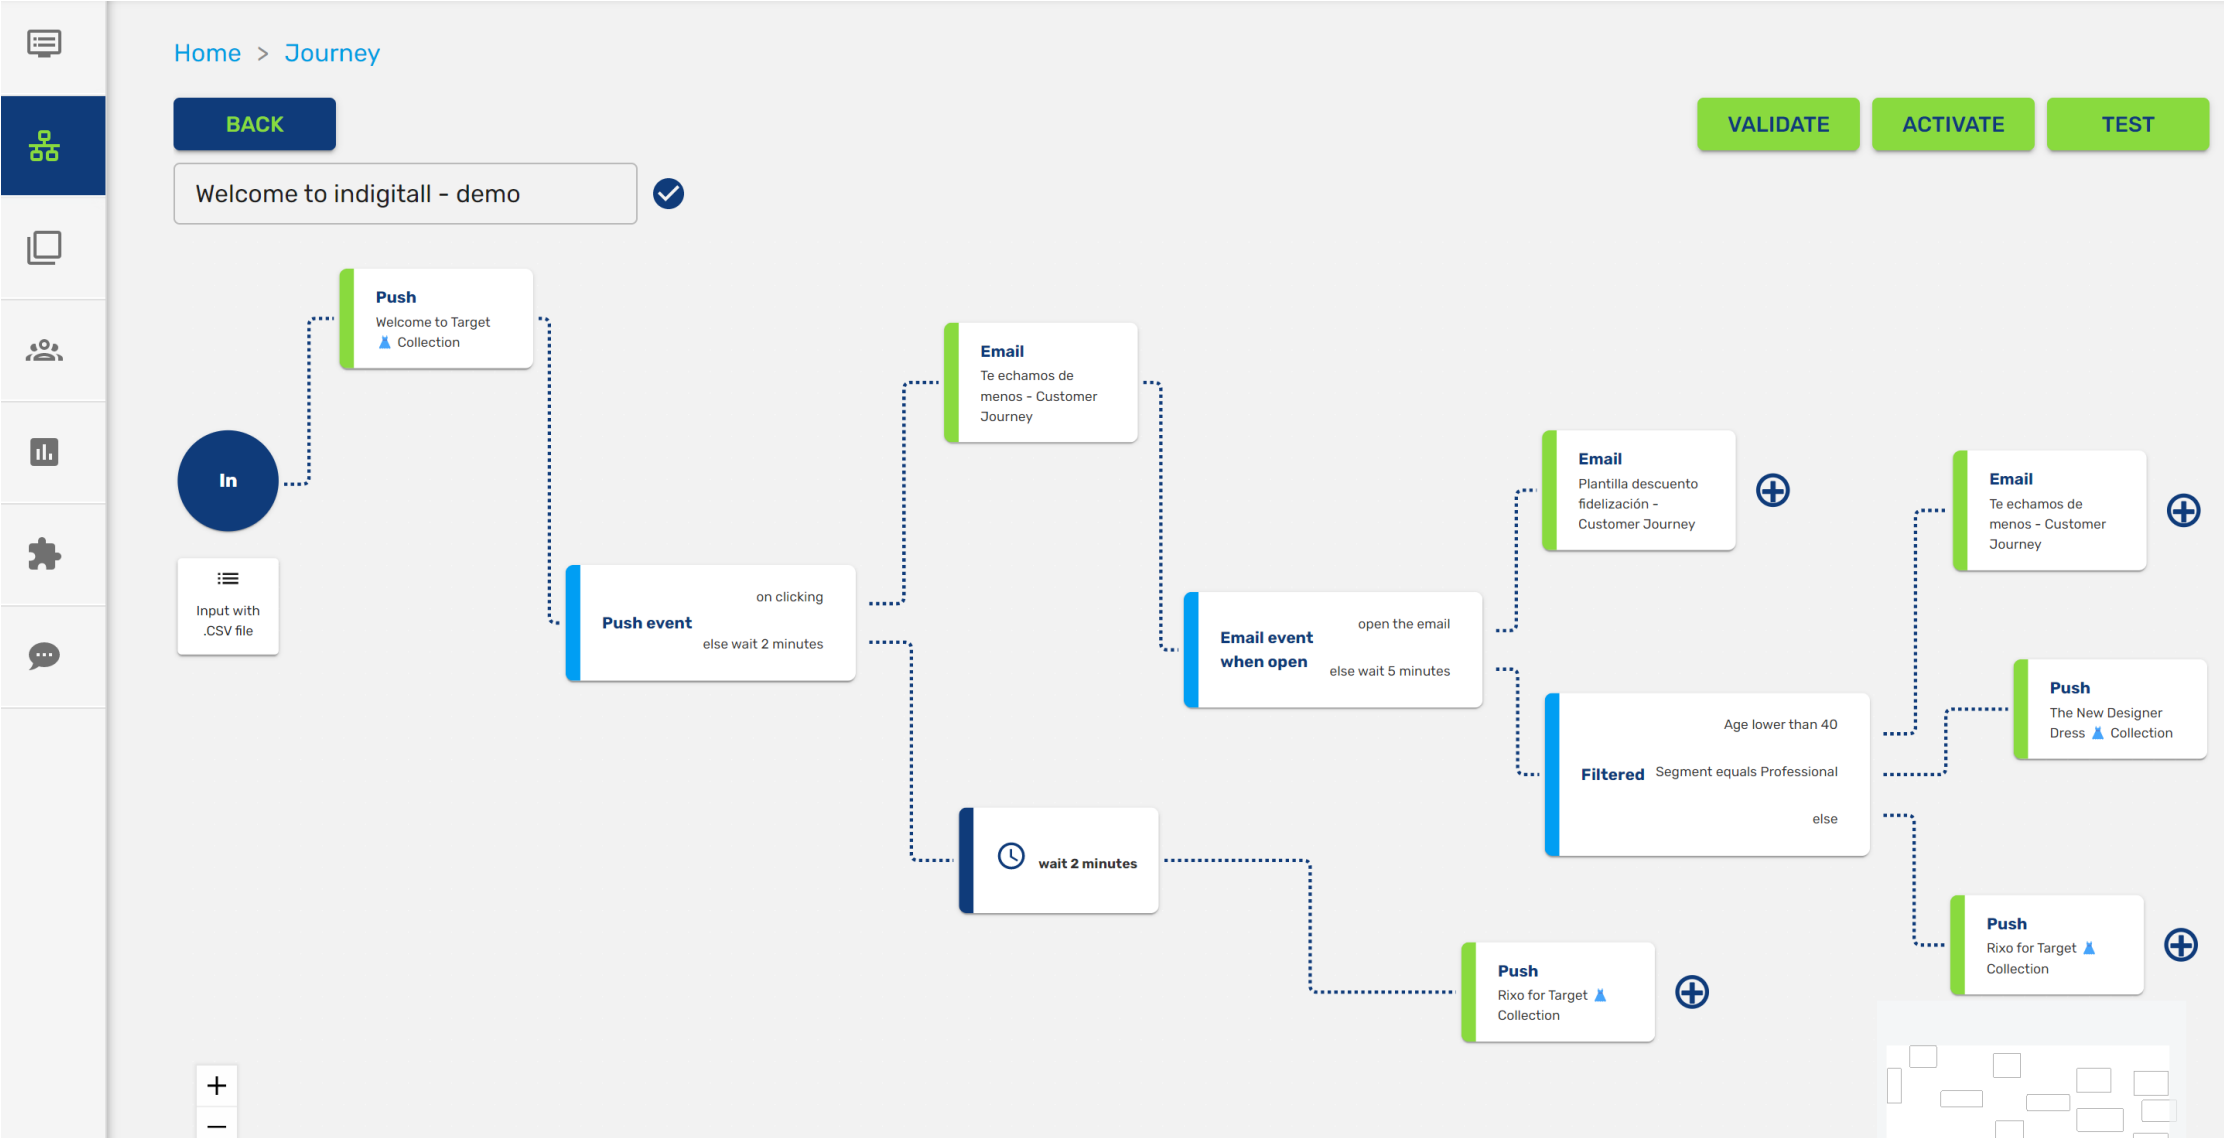 Home > Journey
BACK
VALIDATE
ACTIVATE
TEST
Welcome to indigitall - demo
Push
Welcome to Target
Collection
In
Input with
.CSV file
Push event
on clicking
else wait 2 minutes
Email
Te echamos de
menos - Customer
Journey
wait 2 minutes
Email event
when open
open the email
else wait 5 minutes
Email
Plantilla descuento
fidelización -
Customer Journey
Filtered
Age lower than 40
Segment equals Professional
else
Push
Rixo for Target
Collection
Email
Te echamos de
menos - Customer
Journey
Push
The New Designer
Dress Collection
Push
Rixo for Target
Collection